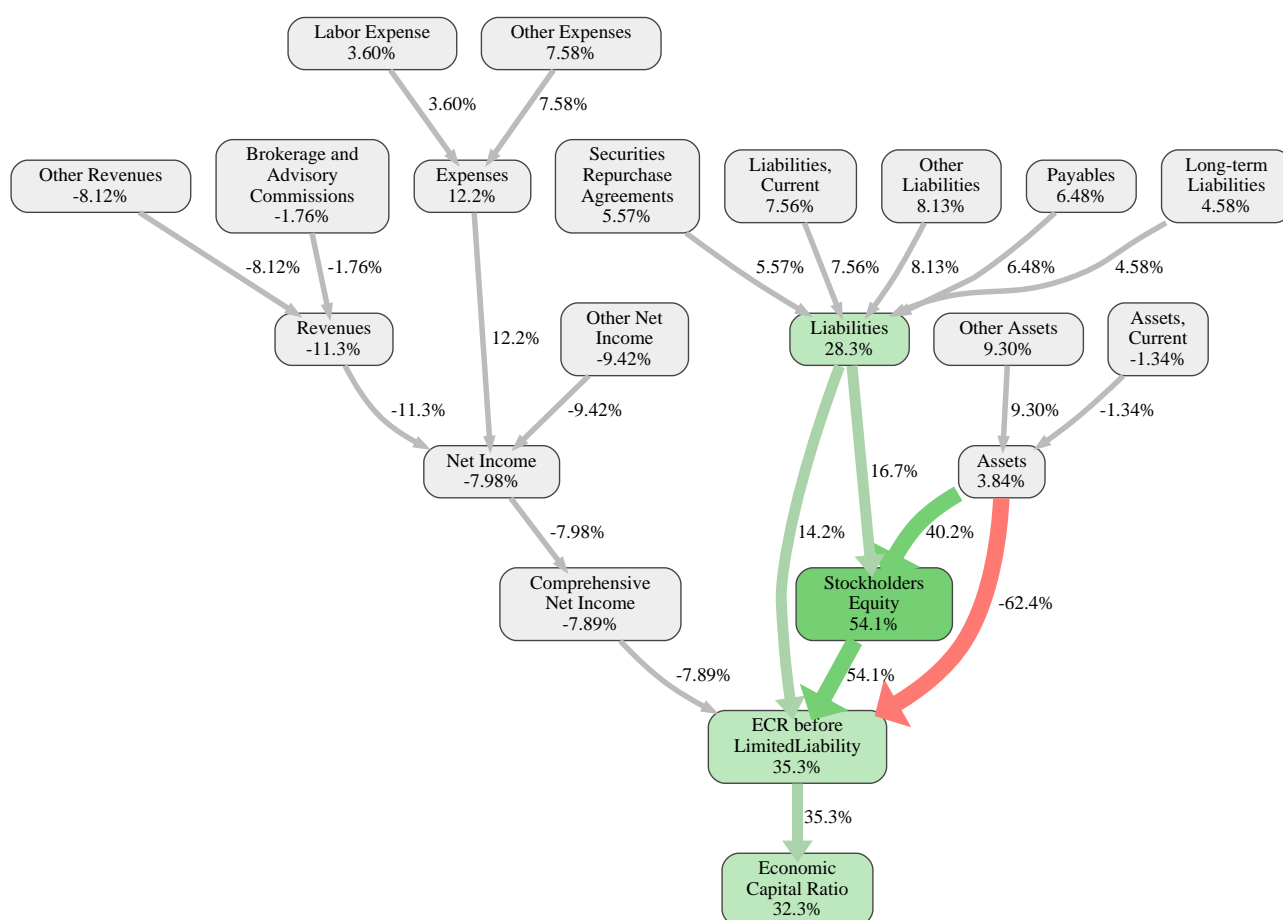 Labor Expense
3.60%
Other Expenses
7.58%
3.60%
7.58%
Other Revenues
-8.12%
Brokerage and
Advisory
Commissions
-1.76%
Expenses
12.2%
Securities
Repurchase
Agreements
5.57%
Liabilities,
Current
7.56%
Other
Liabilities
8.13%
Payables
6.48%
Long-term
Liabilities
4.58%
-8.12%
-1.76%
5.57%
7.56%
8.13%
6.48%
4.58%
Revenues
-11.3%
12.2%
Other Net
Income
-9.42%
Liabilities
28.3%
Other Assets
9.30%
Assets,
Current
-1.34%
-11.3%
-9.42%
9.30%
-1.34%
Net Income
-7.98%
16.7%
Assets
3.84%
-7.98%
14.2%
40.2%
Comprehensive
Net Income
-7.89%
Stockholders
Equity
54.1%
-62.4%
-7.89%
54.1%
ECR before
LimitedLiability
35.3%
35.3%
Economic
Capital Ratio
32.3%